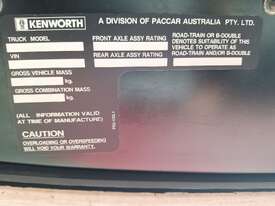 KENWORTH A DIVISION OF PACCAR AUSTRALIA PTY. LTD.
TRUCK MODEL
FRONT AXLE ASSY RATING
ROAD-TRAIN OR B-DOUBLE
DENOTES SUITABILITY OF THIS
VEHICLE TO OPERATE AS
ROAD-TRAIN AND/OR B-DOUBLE
VIN
REAR AXLE ASSY RATING
GROSS VEHICLE MASS
kg.
GROSS COMBINATION MASS
kg.
(ALL INFORMATION VALID
AT TIME OF MANUFACTURE)
CAUTION
OVERLOADING OR OVERSPEEDING
WILL VOID WARRANTY